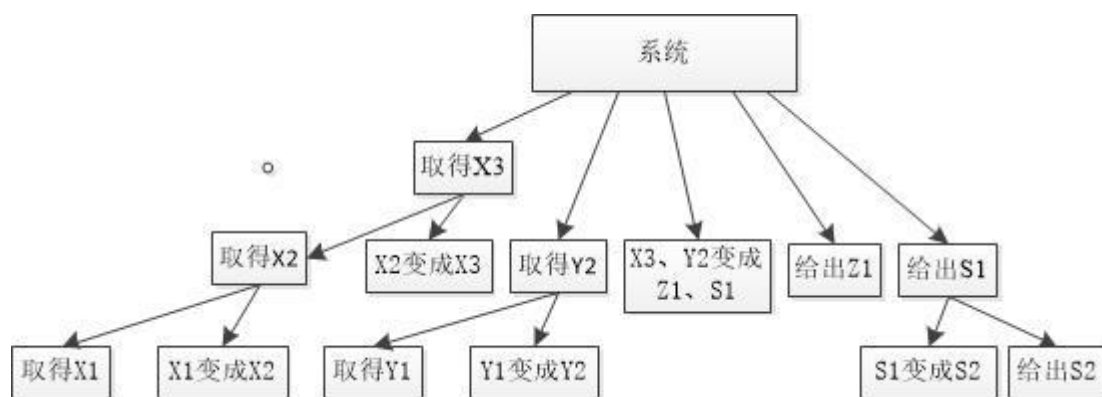 系统
取得X3
取得X2
X2变成X3
取得Y2
X3、Y2变成
Z1、S1
给出Z1
给出S1
取得X1
X1变成X2
取得Y1
Y1变成Y2
S1变成S2
给出S2